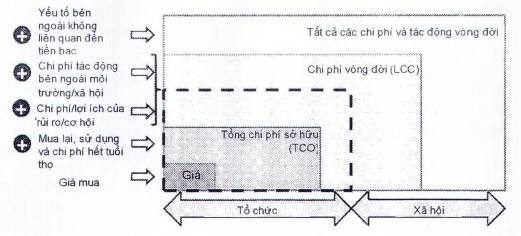 Yếu tố bên
ngoài không
liên quan đến
tiền bạc
Chi phí tác động
bên ngoài môi
trường/xã hội
Chi phí/lợi ích của
rủi ro/cơ hội
Mua lại, sử dụng
và chi phí hết tuổi
thọ
Giá mua
Tất cả các chi phí và tác động vòng đời
Chi phí vòng đời (LCC)
Tổng chi phí sở hữu
(TCO)
Giá
Tổ chức
Xã hội